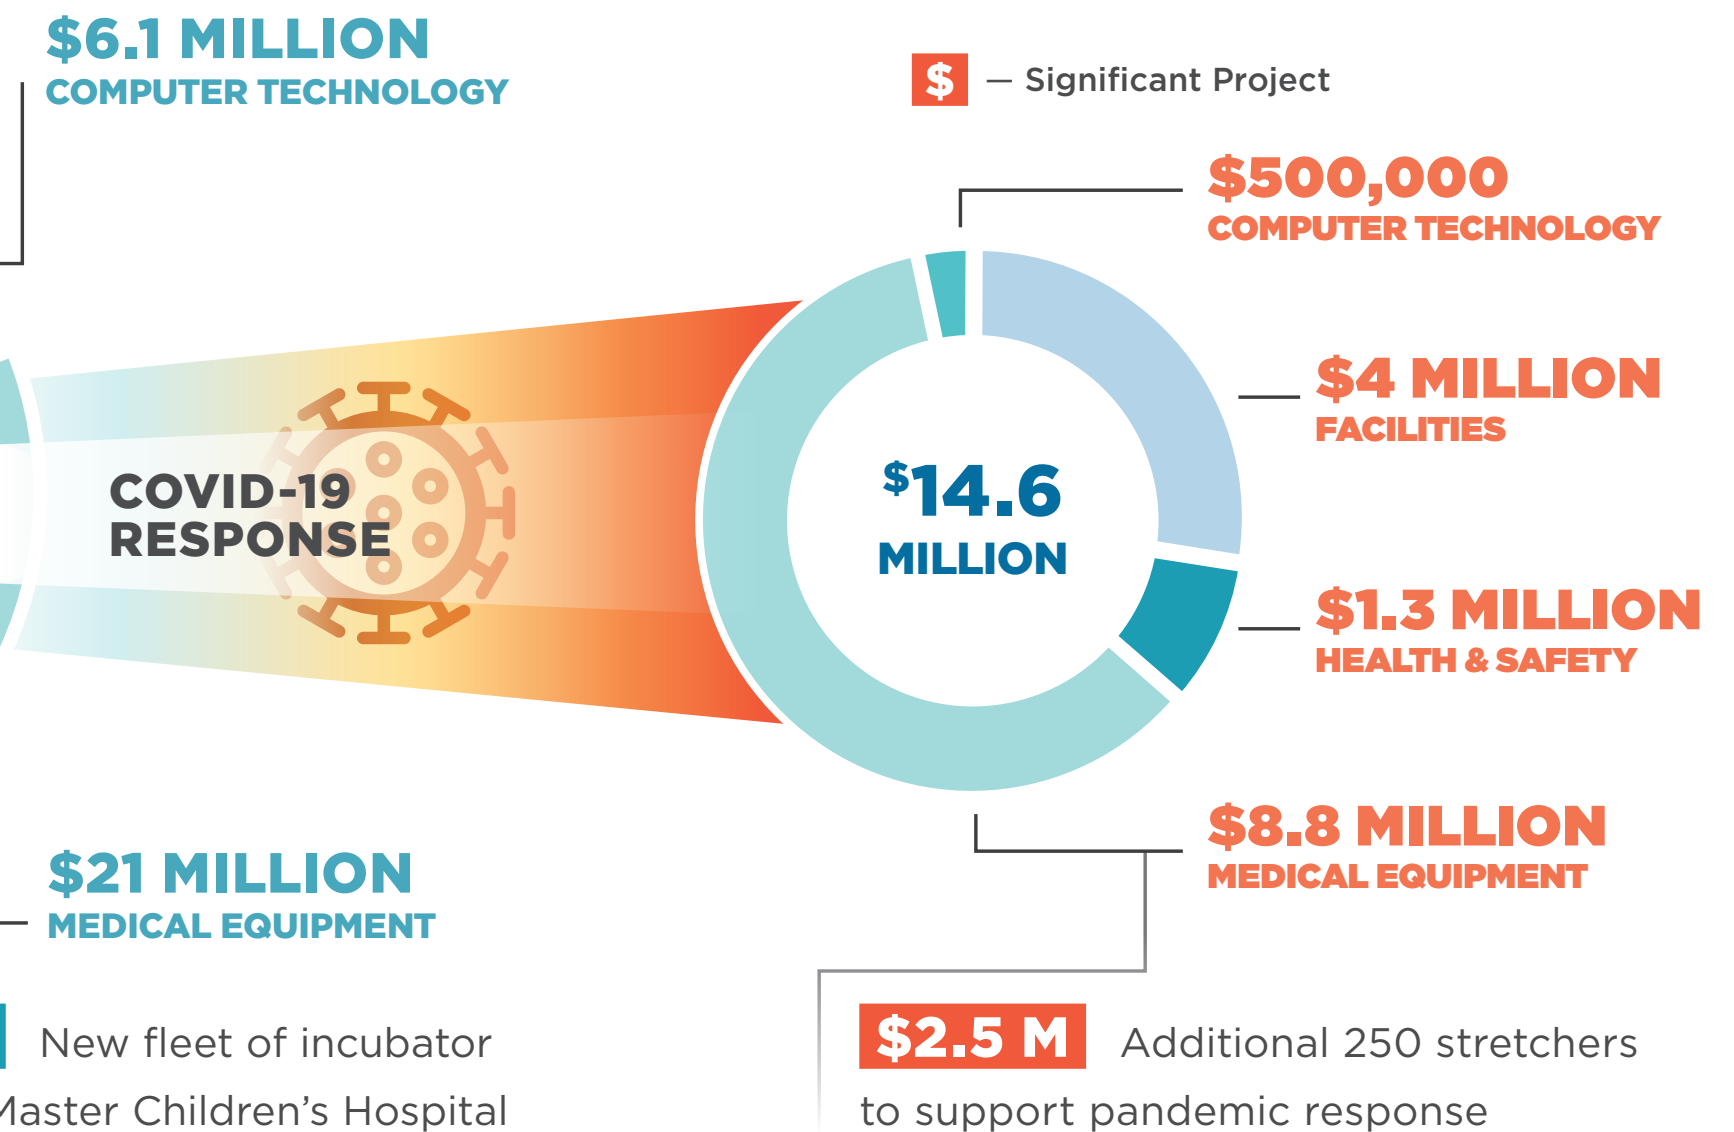 $6.1 MILLION
COMPUTER TECHNOLOGY
$ — Significant Project
$500,000
COMPUTER TECHNOLOGY
$4 MILLION
FACILITIES
COVID-19
RESPONSE
$14.6
MILLION
$1.3 MILLION
HEALTH & SAFETY
$8.8 MILLION
MEDICAL EQUIPMENT
$21 MILLION
MEDICAL EQUIPMENT
New fleet of incubator
Master Children’s Hospital
$2.5 M Additional 250 stretchers
to support pandemic response